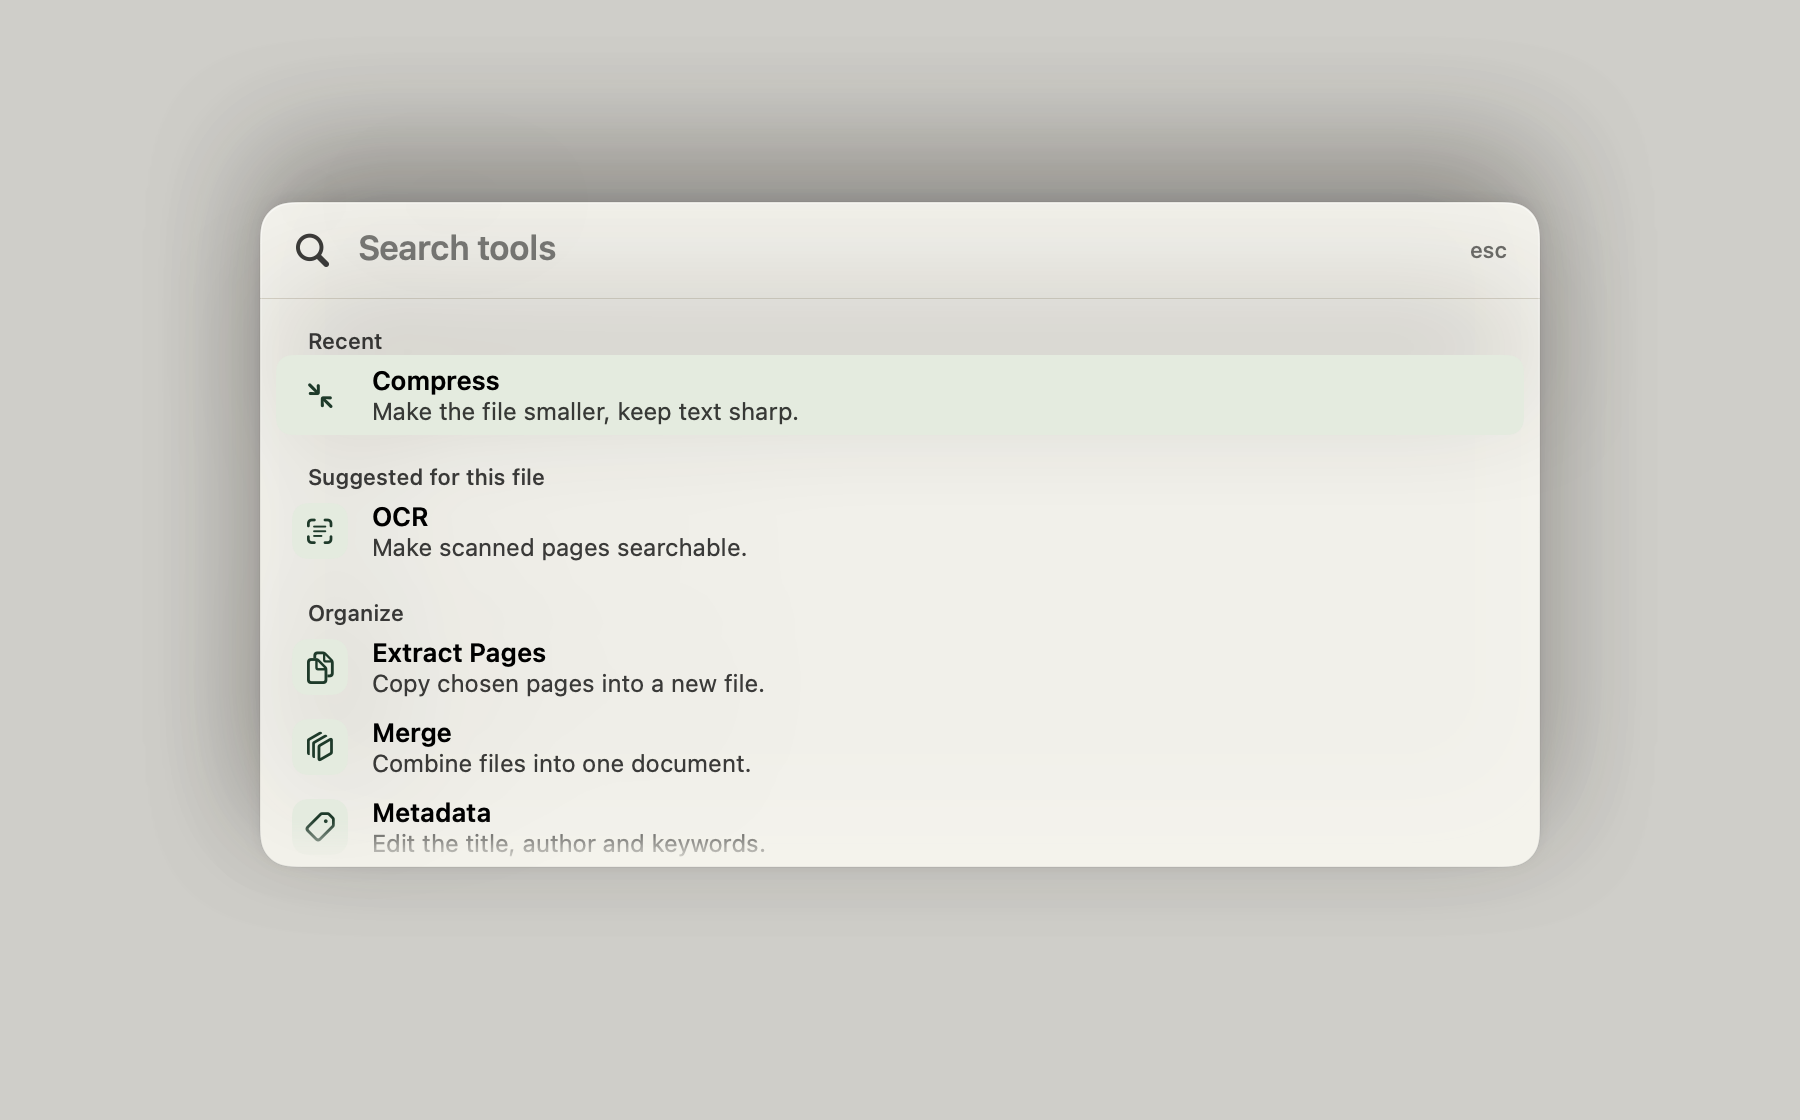 Search tools
esc
Recent
Compress
Make the file smaller, keep text sharp.
Suggested for this file
OCR
Make scanned pages searchable.
Organize
Extract Pages
Copy chosen pages into a new file.
Merge
Combine files into one document.
Metadata
Edit the title, author and keywords.